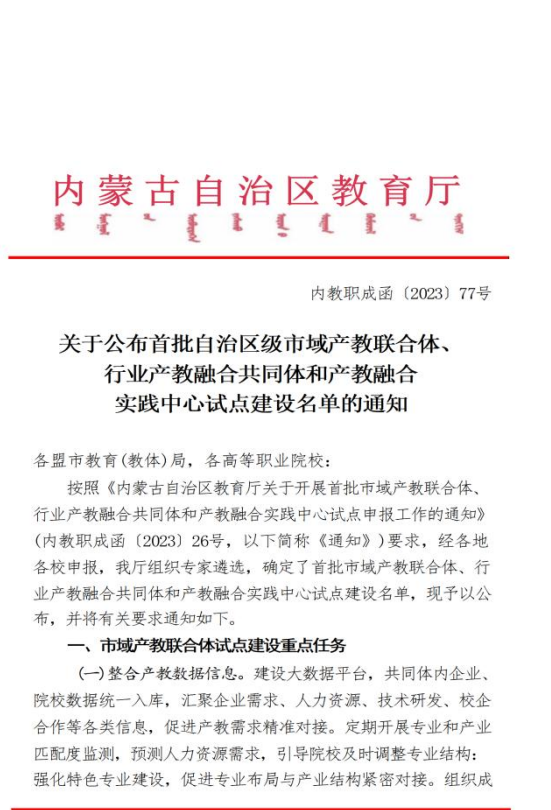 内蒙古自治区教育厅
内教职成函〔2023〕77号
关于公布首批自治区级市域产教联合体、
行业产教融合共同体和产教融合
实践中心试点建设名单的通知
各盟市教育(教体)局，各高等职业院校：
按照《内蒙古自治区教育厅关于开展首批市域产教联合体、
行业产教融合共同体和产教融合实践中心试点申报工作的通知》
(内教职成函〔2023〕26号，以下简称《通知》)要求，经各地
各校申报，我厅组织专家遴选，确定了首批市域产教联合体、行
业产教融合共同体和产教融合实践中心试点建设名单，现予以公
布，并将有关要求通知如下。
一、市域产教联合体试点建设重点任务
(一)整合产教数据信息。建设大数据平台，共同体内企业、
院校数据统一入库，汇聚企业需求、人力资源、技术研发、校企
合作等各类信息，促进产教需求精准对接。定期开展专业和产业
匹配度监测，预测人力资源需求，引导院校及时调整专业结构；
强化特色专业建设，促进专业布局与产业结构紧密对接。组织成